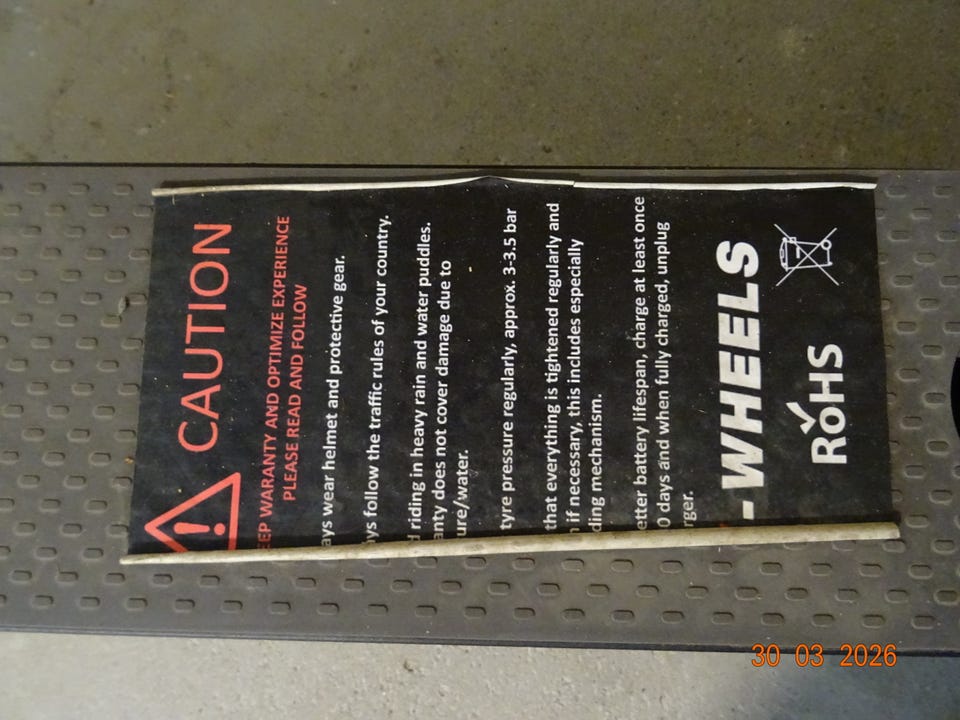 CAUTION
EEP WARANTY AND OPTIMIZE EXPERIENCE
PLEASE READ AND FOLLOW
ays wear helmet and protective gear.
ys follow the traffic rules of your country.
d riding in heavy rain and water puddles.
anty does not cover damage due to
ure/water.
tyre pressure regularly, approx. 3-3.5 bar
that everything is tightened regularly and
if necessary, this includes especially
ding mechanism.
etter battery lifespan, charge at least once
0 days and when fully charged, unplug
rger.
-WHEELS
RoHS
30 03 2026